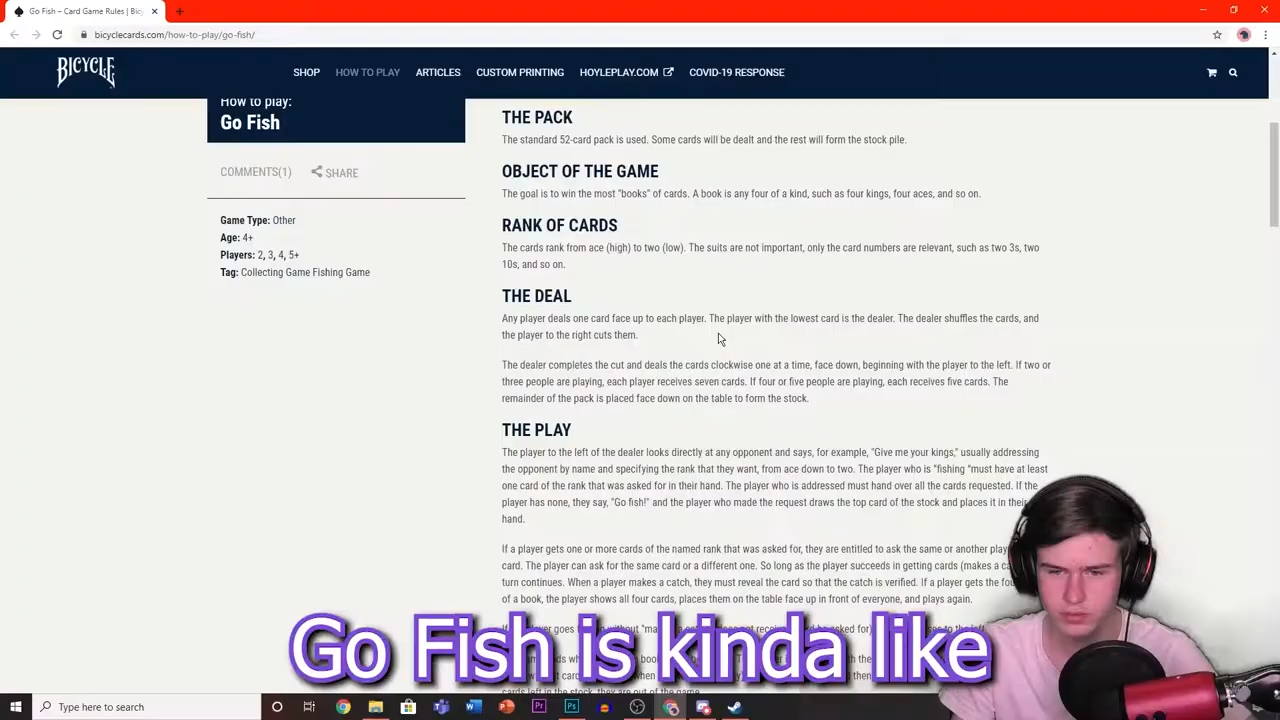 Go Fish – Card Game Rules | Bicy
bicyclecards.com/how-to-play/go-fish/
BICYCLE
SHOP HOW TO PLAY ARTICLES CUSTOM PRINTING HOYLEPLAY.COM COVID-19 RESPONSE
How to play:
Go Fish
COMMENTS(1) SHARE
Game Type: Other
Age: 4+
Players: 2, 3, 4, 5+
Tag: Collecting Game Fishing Game
THE PACK
The standard 52-card pack is used. Some cards will be dealt and the rest will form the stock pile.
OBJECT OF THE GAME
The goal is to win the most "books" of cards. A book is any four of a kind, such as four kings, four aces, and so on.
RANK OF CARDS
The cards rank from ace (high) to two (low). The suits are not important, only the card numbers are relevant, such as two 3s, two
10s, and so on.
THE DEAL
Any player deals one card face up to each player. The player with the lowest card is the dealer. The dealer shuffles the cards, and
the player to the right cuts them.
The dealer completes the cut and deals the cards clockwise one at a time, face down, beginning with the player to the left. If two or
three people are playing, each player receives seven cards. If four or five people are playing, each receives five cards. The
remainder of the pack is placed face down on the table to form the stock.
THE PLAY
The player to the left of the dealer looks directly at any opponent and says, for example, "Give me your kings," usually addressing
the opponent by name and specifying the rank that they want, from ace down to two. The player who is "fishing "must have at least
one card of the rank that was asked for in their hand. The player who is addressed must hand over all the cards requested. If the
player has none, they say, "Go fish!" and the player who made the request draws the top card of the stock and places it in their
hand.
If a player gets one or more cards of the named rank that was asked for, they are entitled to ask the same or another play
card. The player can ask for the same card or a different one. So long as the player succeeds in getting cards (makes a ca
turn continues. When a player makes a catch, they must reveal the card so that the catch is verified. If a player gets the fou
of a book, the player shows all four cards, places them on the table face up in front of everyone, and plays again.
Go Fish is kinda like
cards left in the stock, they are out of the game.
Type here to search